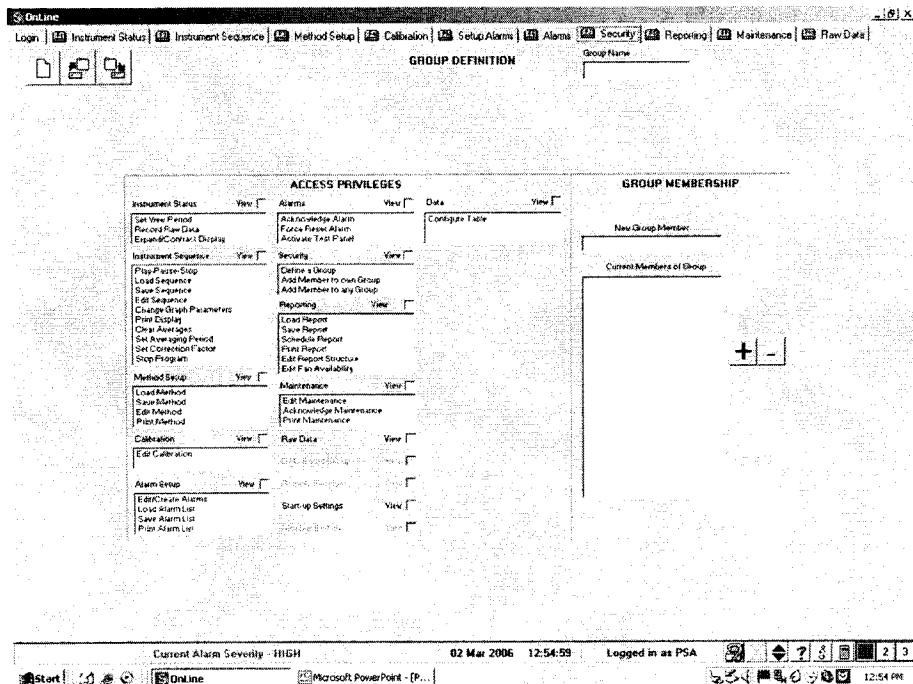 OnLine
Login Instrument Status Instrument Sequence Method Setup Calibration Setup Alarms Alarms Security Reporting Maintenance Raw Data
GROUP DEFINITION
Group Name
ACCESS PRIVILEGES
GROUP MEMBERSHIP
Instrument Status View
Set View Period
Record Raw Data
Expand/Contract Display
Instrument Sequence View
Play-Pause-Stop
Load Sequence
Save Sequence
Edit Sequence
Change Graph Parameters
Print Display
Clear Averages
Set Averaging Period
Set Correction Factor
Stop Program
Method Setup View
Load Method
Save Method
Edit Method
Print Method
Calibration View
Edit Calibration
Alarm Setup View
Edit/Create Alarms
Load Alarm List
Save Alarm List
Print Alarm List
Alarms View
Acknowledge Alarm
Force Reset Alarm
Activate Test Panel
Security View
Define a Group
Add Member to own Group
Add Member to any Group
Reporting View
Load Report
Save Report
Schedule Report
Print Report
Edit Report Structure
Edit Fan Availability
Maintenance View
Edit Maintenance
Acknowledge Maintenance
Print Maintenance
Raw Data View
Start-up Settings View
Data View
Configure Table
New Group Member
Current Members of Group
+ -
Current Alarm Severity - HIGH 02 Mar 2006 12:54:59 Logged in as PSA ? 2 3
Start OnLine Microsoft PowerPoint - [P... 12:54 PM